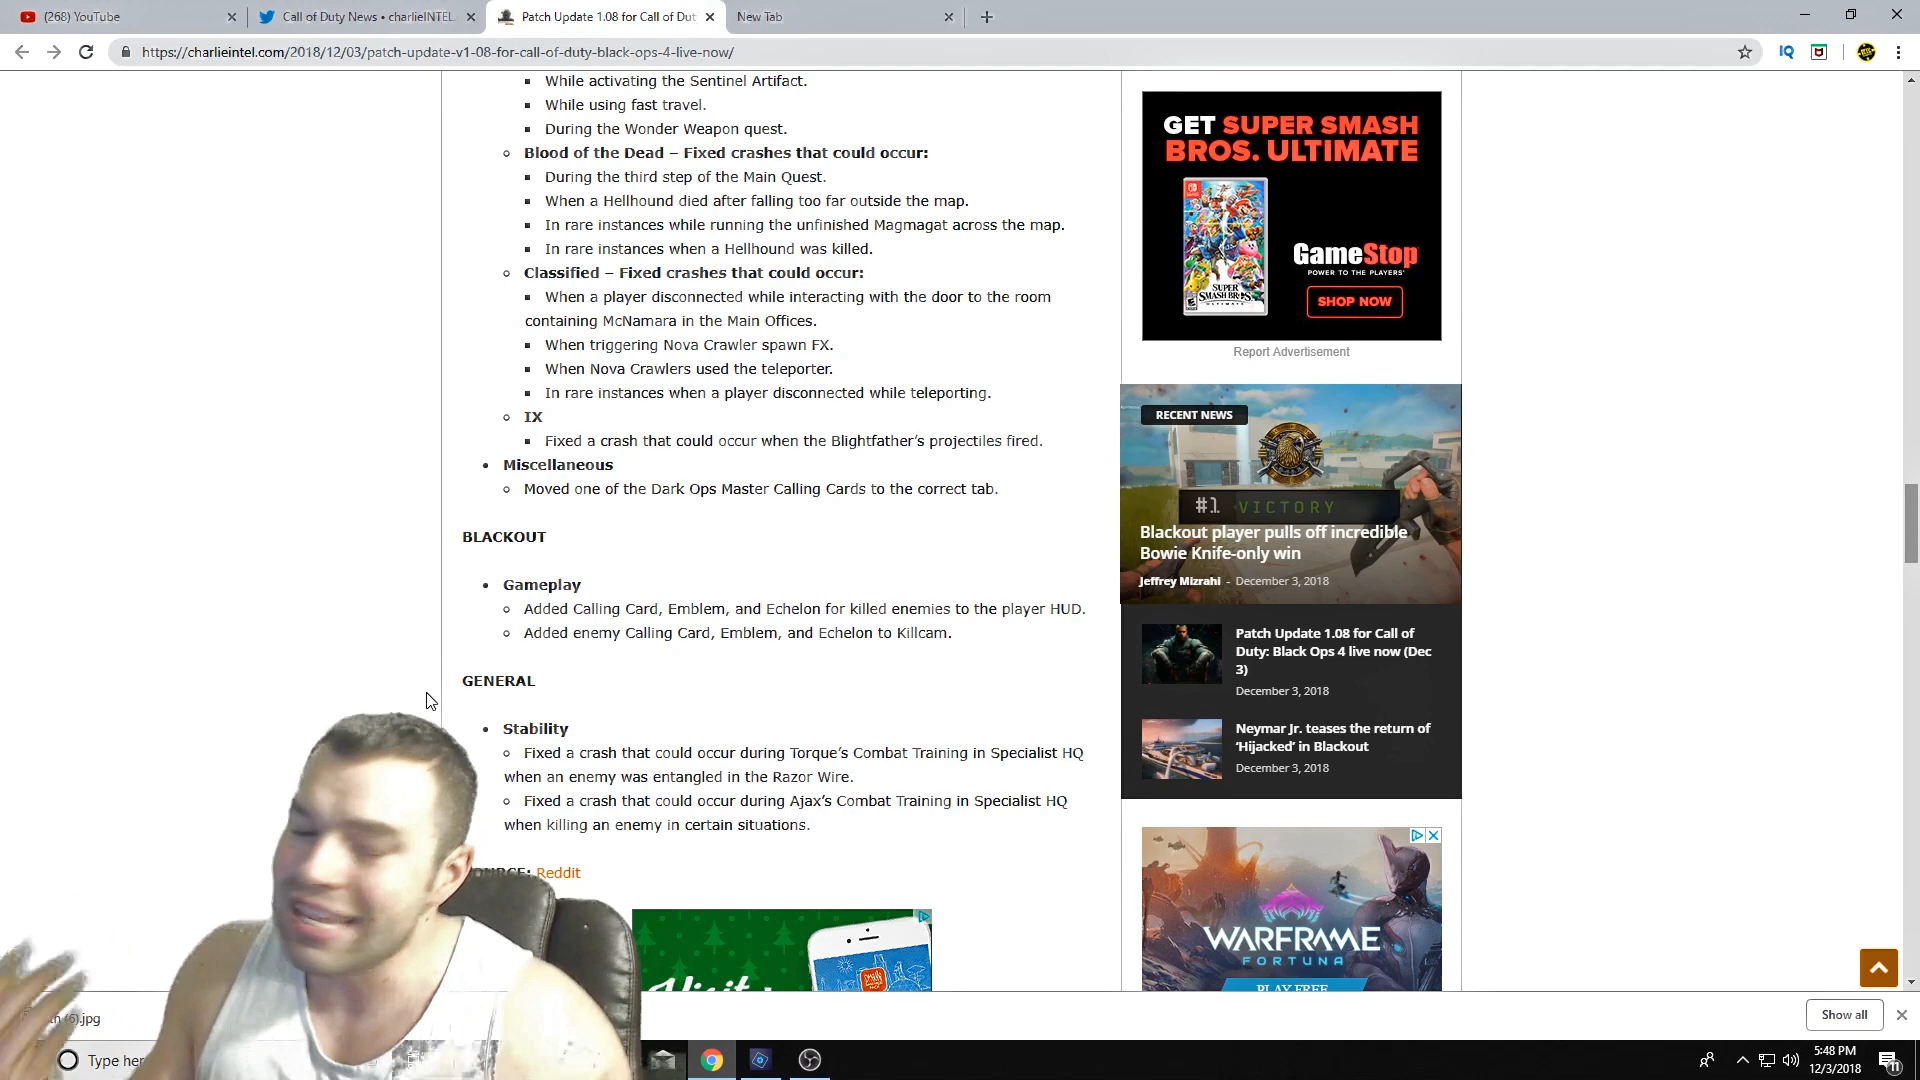 (268) YouTube
Call of Duty News • charlieINTEL
Patch Update 1.08 for Call of Dut
New Tab
https://charlieintel.com/2018/12/03/patch-update-v1-08-for-call-of-duty-black-ops-4-live-now/
While activating the Sentinel Artifact.
While using fast travel.
During the Wonder Weapon quest.
Blood of the Dead – Fixed crashes that could occur:
During the third step of the Main Quest.
When a Hellhound died after falling too far outside the map.
In rare instances while running the unfinished Magmagat across the map.
In rare instances when a Hellhound was killed.
Classified – Fixed crashes that could occur:
When a player disconnected while interacting with the door to the room
containing McNamara in the Main Offices.
When triggering Nova Crawler spawn FX.
When Nova Crawlers used the teleporter.
In rare instances when a player disconnected while teleporting.
IX
Fixed a crash that could occur when the Blightfather’s projectiles fired.
Miscellaneous
Moved one of the Dark Ops Master Calling Cards to the correct tab.
BLACKOUT
Gameplay
Added Calling Card, Emblem, and Echelon for killed enemies to the player HUD.
Added enemy Calling Card, Emblem, and Echelon to Killcam.
GENERAL
Stability
Fixed a crash that could occur during Torque’s Combat Training in Specialist HQ
when an enemy was entangled in the Razor Wire.
Fixed a crash that could occur during Ajax’s Combat Training in Specialist HQ
when killing an enemy in certain situations.
Reddit
GET SUPER SMASH
BROS. ULTIMATE
SUPER
SMASH BROS.
ULTIMATE
GameStop
POWER TO THE PLAYERS
SHOP NOW
Report Advertisement
RECENT NEWS
#1 VICTORY
Blackout player pulls off incredible
Bowie Knife-only win
Jeffrey Mizrahi - December 3, 2018
Patch Update 1.08 for Call of
Duty: Black Ops 4 live now (Dec
3)
December 3, 2018
Neymar Jr. teases the return of
‘Hijacked’ in Blackout
December 3, 2018
WARFRAME
FORTUNA
PLAY FREE
Visit
(6).jpg
Show all
Type her
5:48 PM
12/3/2018
11